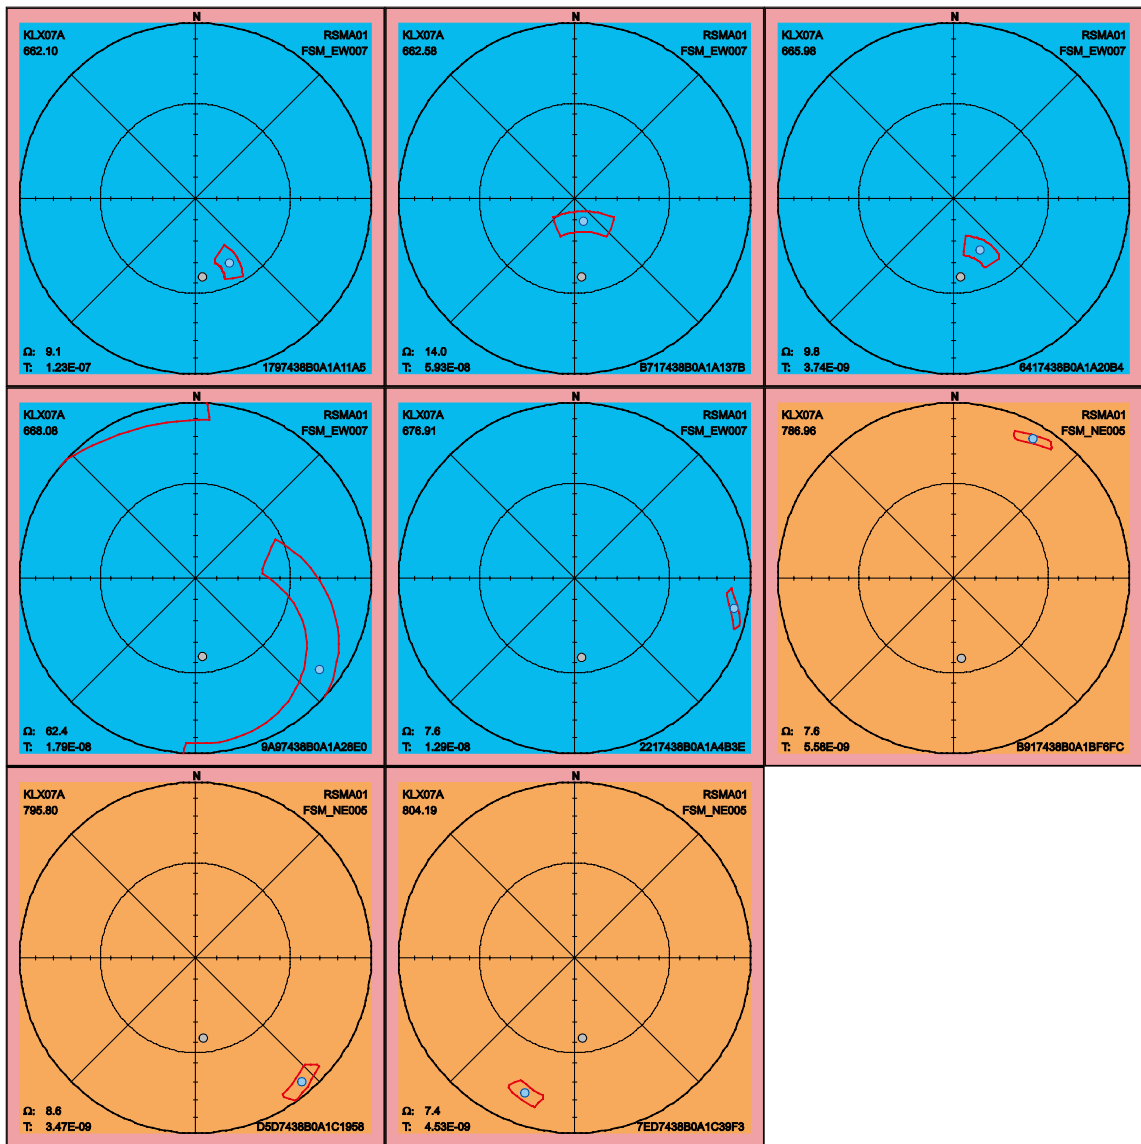 N
KLX07A RSMA01
662.10 FSM_EW007
Ω: 9.1
T: 1.23E-07 1797438B0A1A11A5
N
KLX07A RSMA01
662.58 FSM_EW007
Ω: 14.0
T: 5.93E-08 B717438B0A1A137B
N
KLX07A RSMA01
665.98 FSM_EW007
Ω: 9.8
T: 3.74E-09 6417438B0A1A20B4
N
KLX07A RSMA01
668.08 FSM_EW007
Ω: 62.4
T: 1.79E-08 9A97438B0A1A28E0
N
KLX07A RSMA01
676.91 FSM_EW007
Ω: 7.6
T: 1.29E-08 2217438B0A1A4B3E
N
KLX07A RSMA01
786.96 FSM_NE005
Ω: 7.6
T: 5.58E-09 B917438B0A1BF6FC
N
KLX07A RSMA01
795.80 FSM_NE005
Ω: 8.6
T: 3.47E-09 D5D7438B0A1C1958
N
KLX07A RSMA01
804.19 FSM_NE005
Ω: 7.4
T: 4.53E-09 7ED7438B0A1C39F3